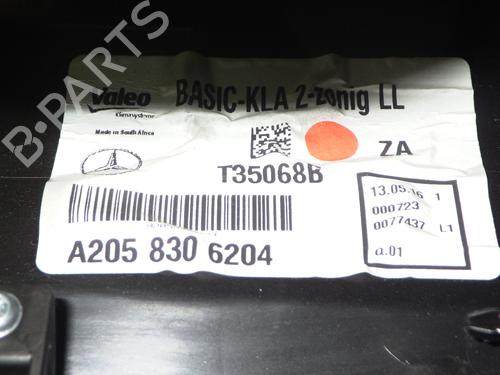 B-PARTS
Valeo
Klimasysteme
BASIC-KLA 2-zonig LL
Made in South Africa
ZA
T35068B
13.05.16 1
000723
0077437 L1
a.01
A205 830 6204